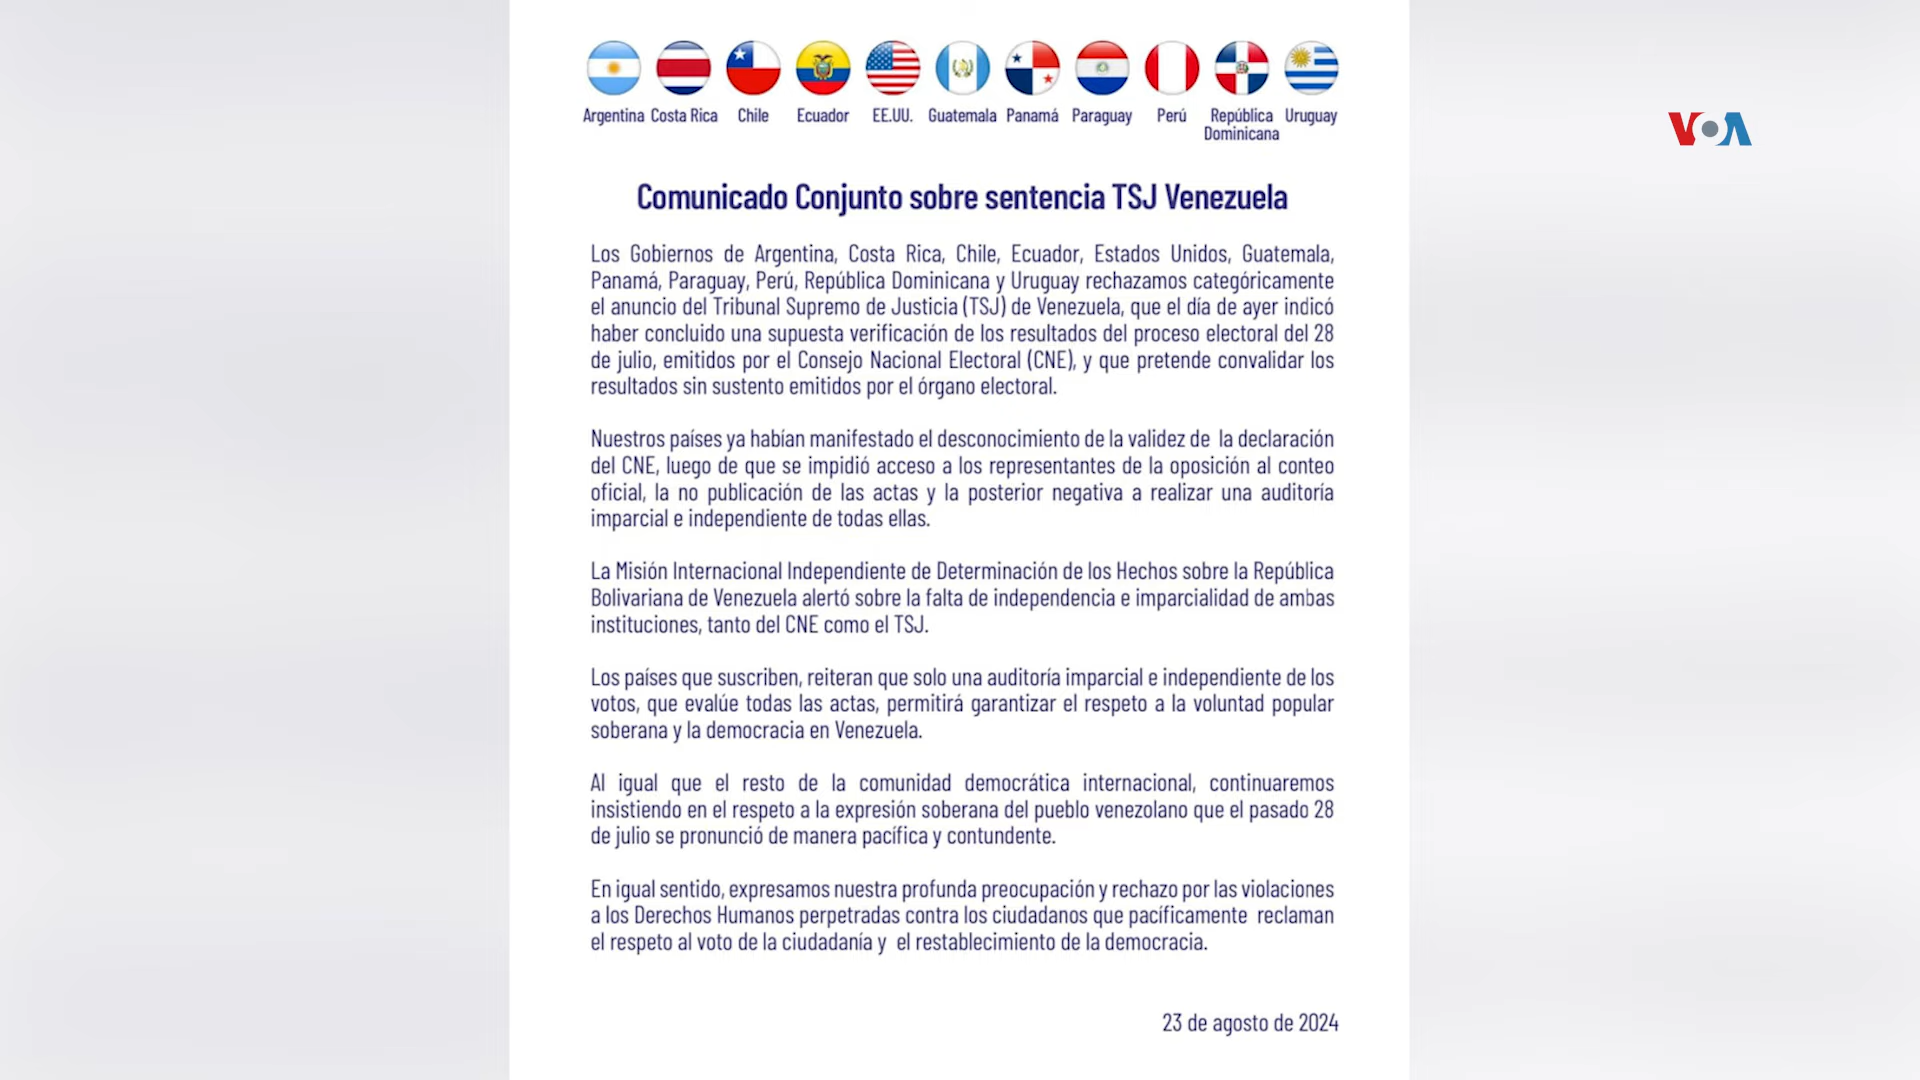 Argentina Costa Rica Chile Ecuador EE.UU. Guatemala Panamá Paraguay Perú República Dominicana Uruguay
VOA
Comunicado Conjunto sobre sentencia TSJ Venezuela
Los Gobiernos de Argentina, Costa Rica, Chile, Ecuador, Estados Unidos, Guatemala,
Panamá, Paraguay, Perú, República Dominicana y Uruguay rechazamos categóricamente
el anuncio del Tribunal Supremo de Justicia (TSJ) de Venezuela, que el día de ayer indicó
haber concluido una supuesta verificación de los resultados del proceso electoral del 28
de julio, emitidos por el Consejo Nacional Electoral (CNE), y que pretende convalidar los
resultados sin sustento emitidos por el órgano electoral.
Nuestros países ya habían manifestado el desconocimiento de la validez de la declaración
del CNE, luego de que se impidió acceso a los representantes de la oposición al conteo
oficial, la no publicación de las actas y la posterior negativa a realizar una auditoría
imparcial e independiente de todas ellas.
La Misión Internacional Independiente de Determinación de los Hechos sobre la República
Bolivariana de Venezuela alertó sobre la falta de independencia e imparcialidad de ambas
instituciones, tanto del CNE como el TSJ.
Los países que suscriben, reiteran que solo una auditoría imparcial e independiente de los
votos, que evalúe todas las actas, permitirá garantizar el respeto a la voluntad popular
soberana y la democracia en Venezuela.
Al igual que el resto de la comunidad democrática internacional, continuaremos
insistiendo en el respeto a la expresión soberana del pueblo venezolano que el pasado 28
de julio se pronunció de manera pacífica y contundente.
En igual sentido, expresamos nuestra profunda preocupación y rechazo por las violaciones
a los Derechos Humanos perpetradas contra los ciudadanos que pacíficamente reclaman
el respeto al voto de la ciudadanía y el restablecimiento de la democracia.
23 de agosto de 2024